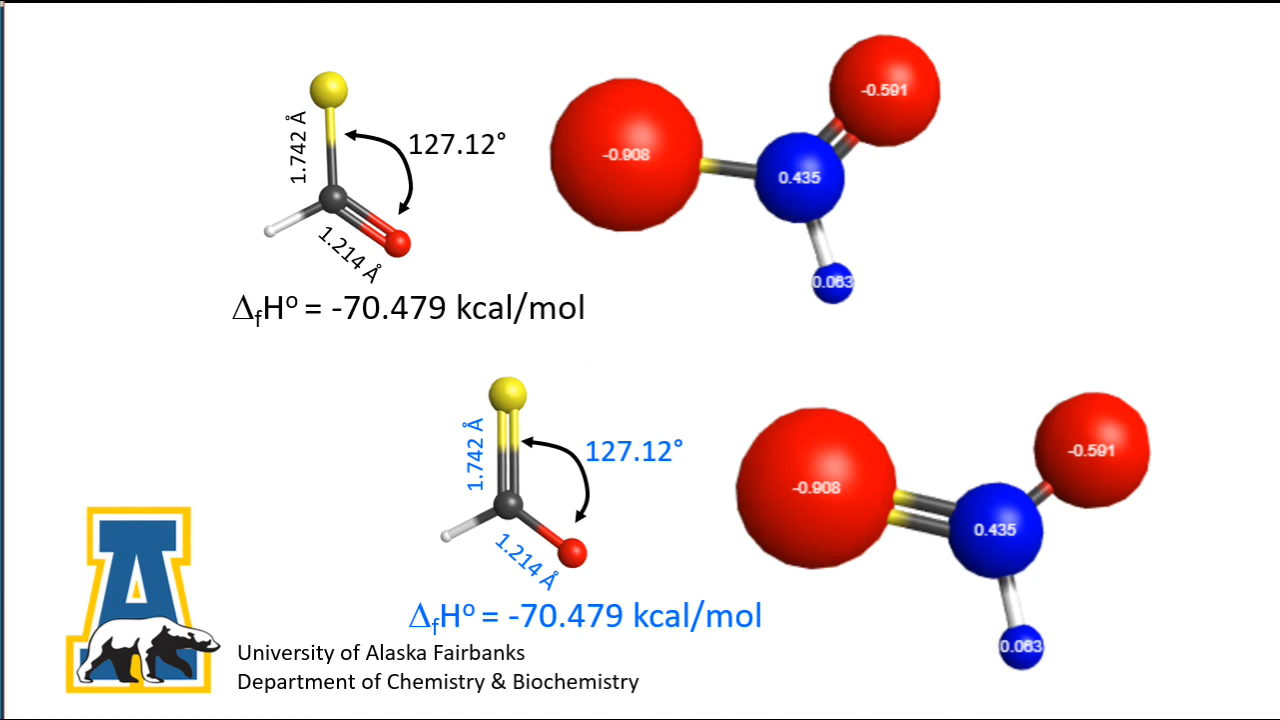 1.742 Å
127.12°
1.214 Å
ΔfHº = -70.479 kcal/mol
-0.908
-0.591
0.435
0.063
1.742 Å
127.12°
1.214 Å
ΔfHº = -70.479 kcal/mol
-0.908
-0.591
0.435
0.063
A
University of Alaska Fairbanks
Department of Chemistry & Biochemistry